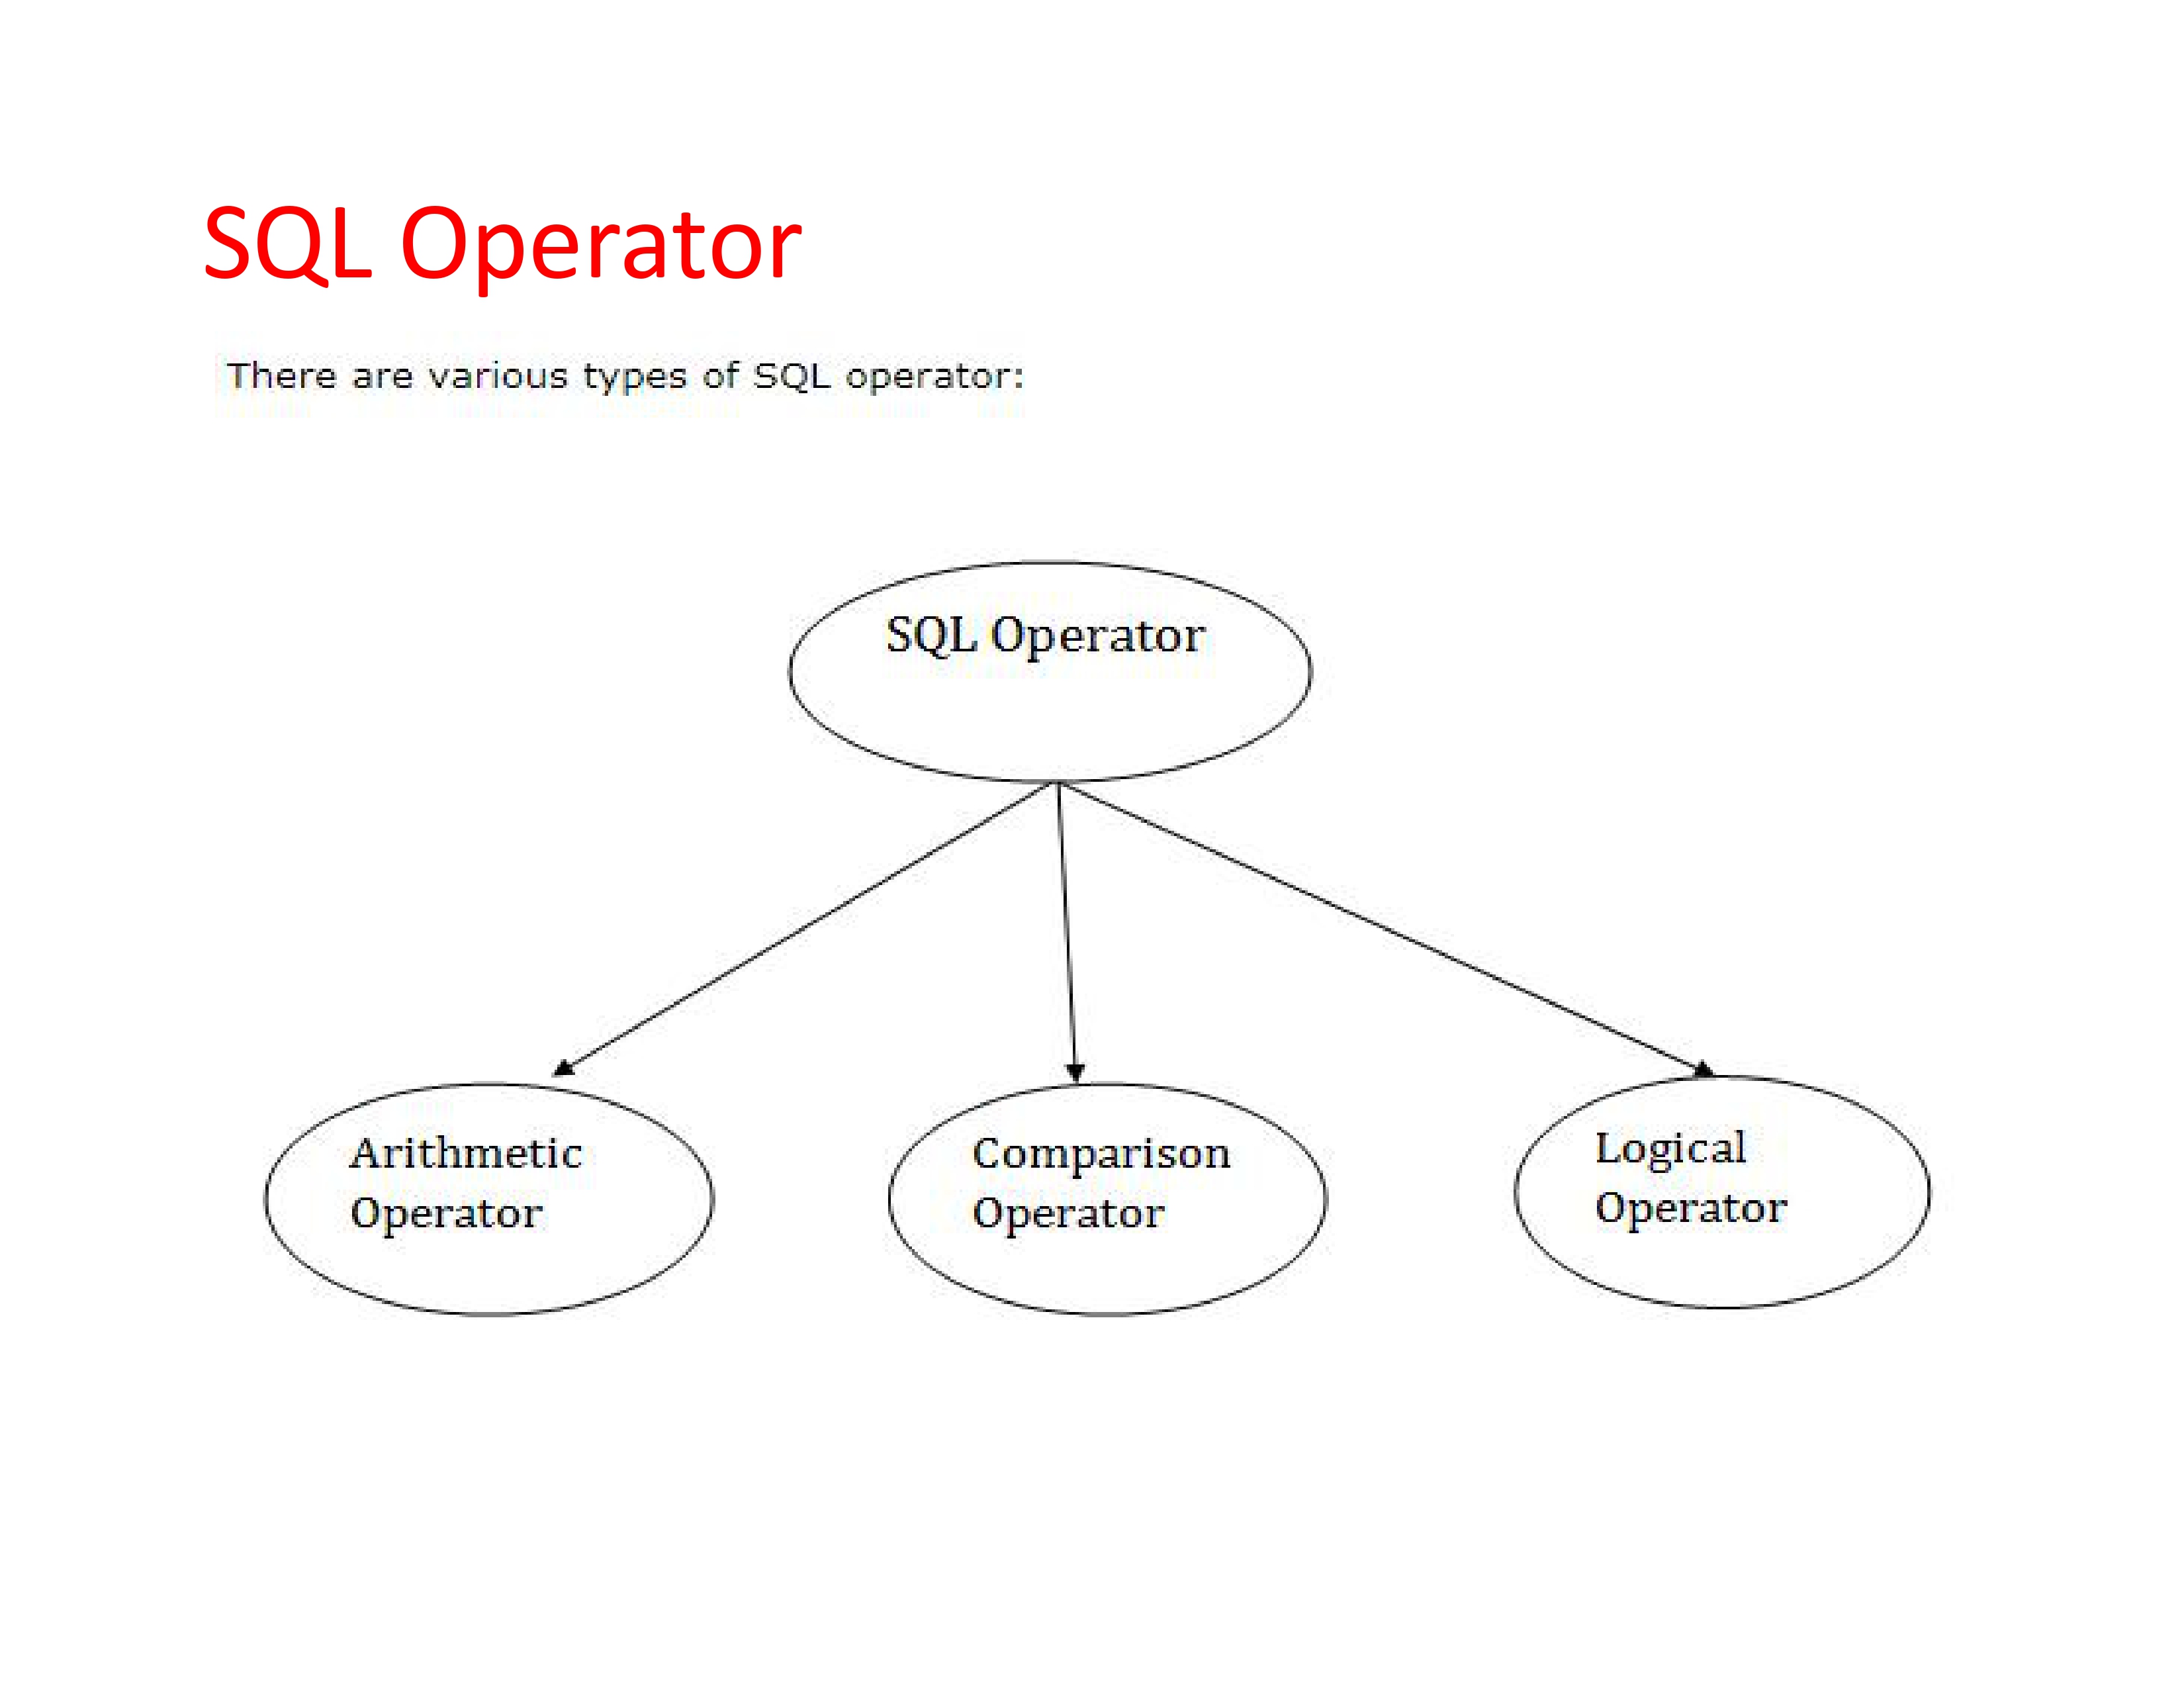 SQL Operator
There are various types of SQL operator:
SQL Operator
Arithmetic
Operator
Comparison
Operator
Logical
Operator